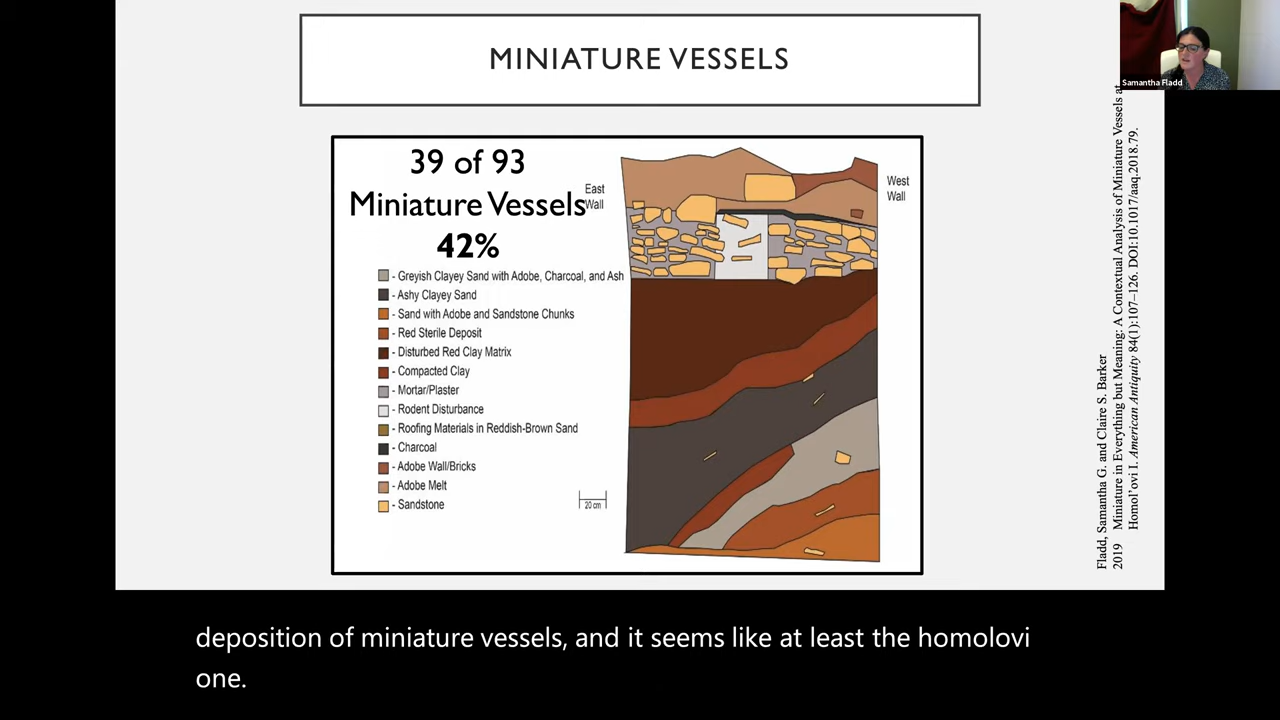 MINIATURE VESSELS
Samantha Fladd
39 of 93
Miniature Vessels
42%
East
Wall
West
Wall
- Greyish Clayey Sand with Adobe, Charcoal, and Ash
- Ashy Clayey Sand
- Sand with Adobe and Sandstone Chunks
- Red Sterile Deposit
- Disturbed Red Clay Matrix
- Compacted Clay
- Mortar/Plaster
- Rodent Disturbance
- Roofing Materials in Reddish-Brown Sand
- Charcoal
- Adobe Wall/Bricks
- Adobe Melt
- Sandstone
20 cm
Fladd, Samantha G. and Claire S. Barker
2019 Miniature in Everything but Meaning: A Contextual Analysis of Miniature Vessels at
Homol'ovi I. American Antiquity 84(1):107–126. DOI:10.1017/aaq.2018.79.
deposition of miniature vessels, and it seems like at least the homolovi
one.